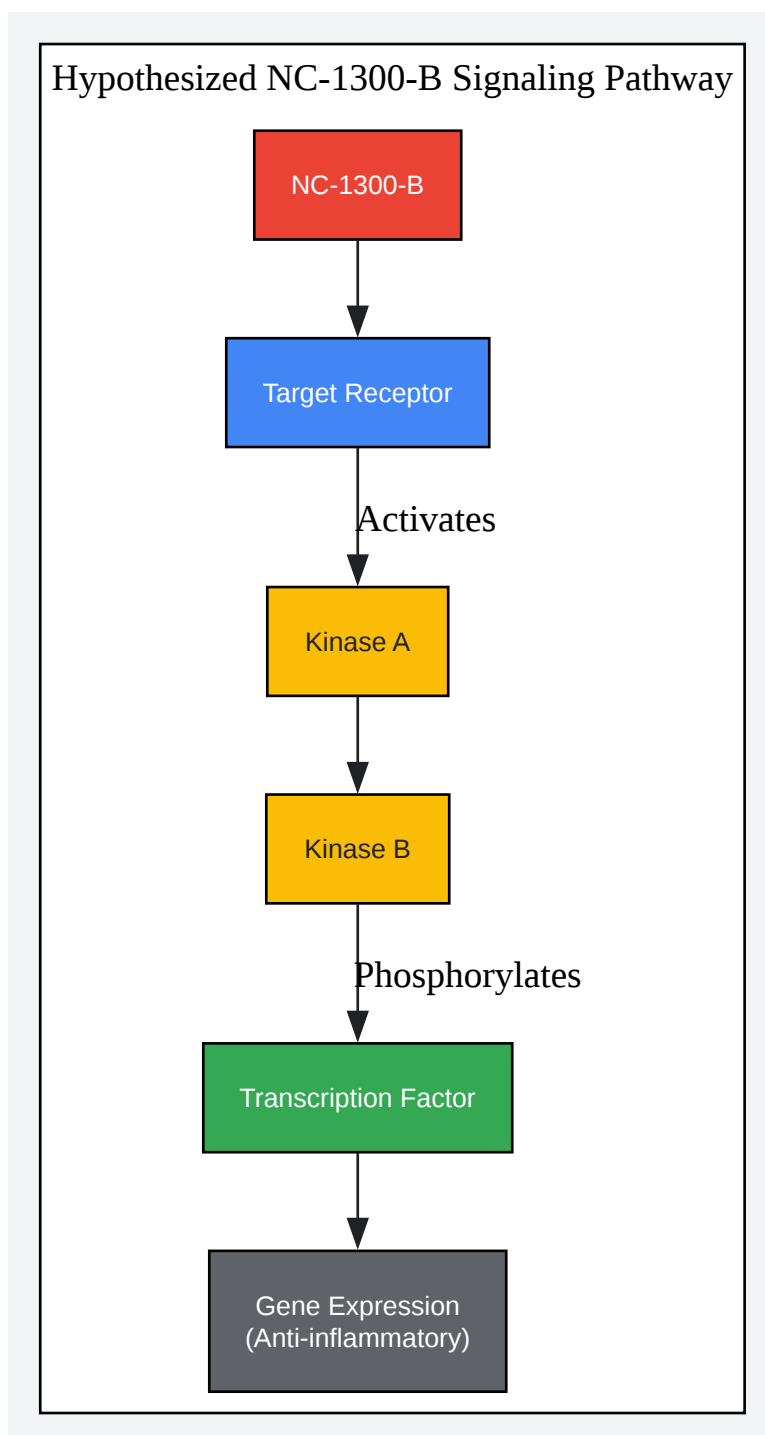 Hypothesized NC-1300-B Signaling Pathway
NC-1300-B
Target Receptor
Activates
Kinase A
Kinase B
Phosphorylates
Transcription Factor
Gene Expression
(Anti-inflammatory)